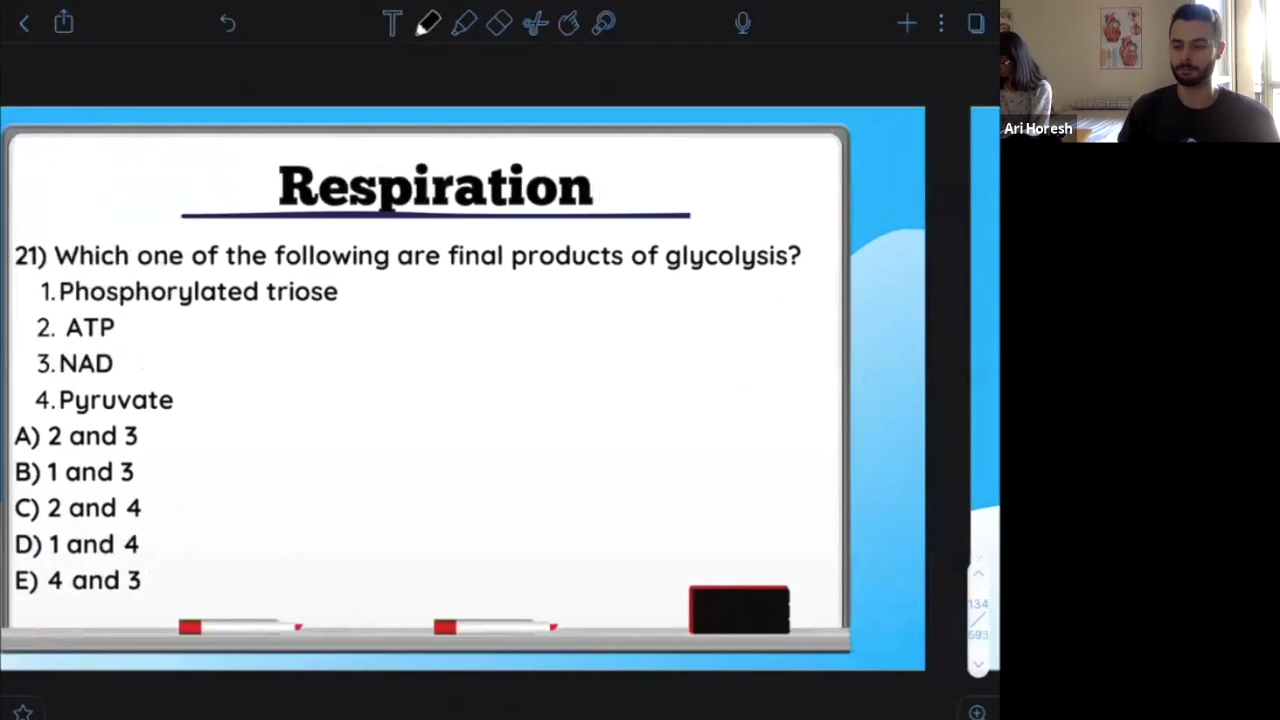 Respiration
21) Which one of the following are final products of glycolysis?
1. Phosphorylated triose
2. ATP
3. NAD
4. Pyruvate
A) 2 and 3
B) 1 and 3
C) 2 and 4
D) 1 and 4
E) 4 and 3
Ari Horesh
134
593